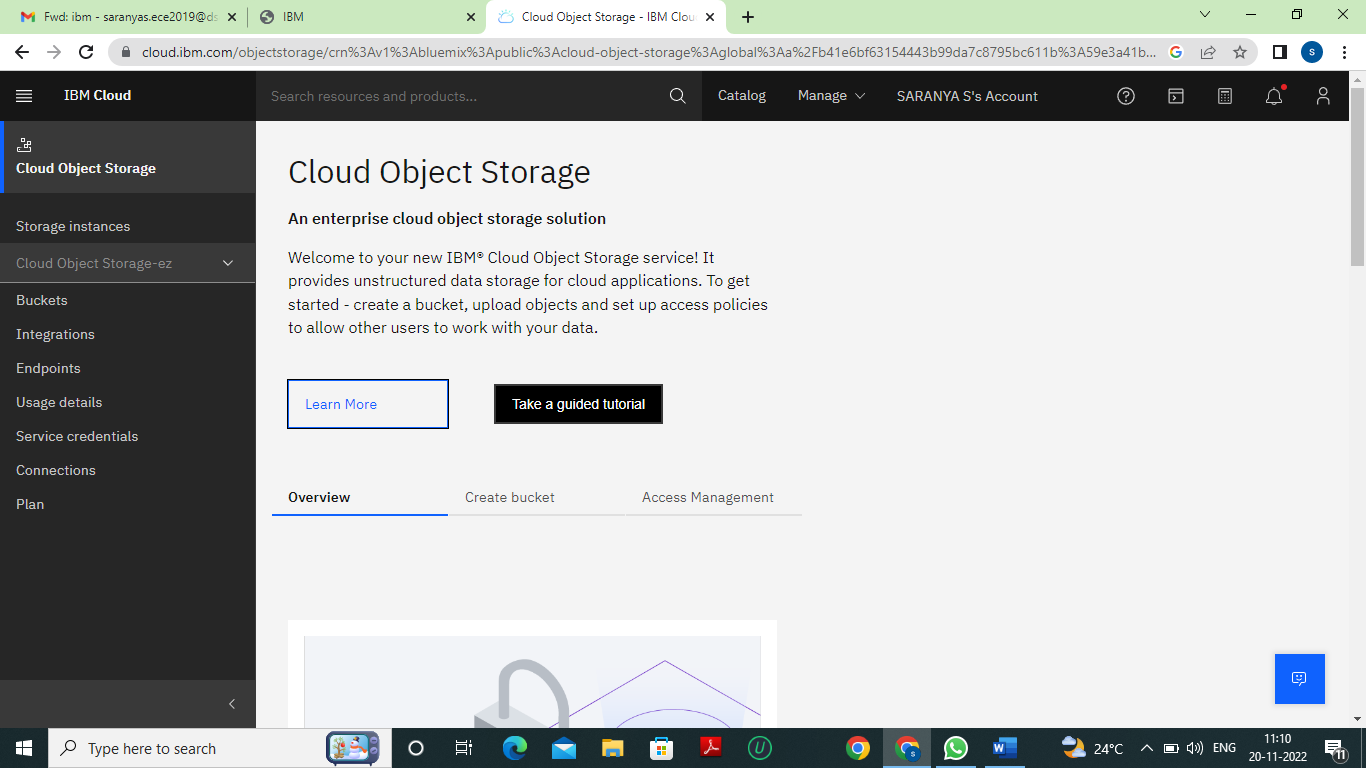 Fwd: ibm - saranyas.ece2019@ds
IBM
Cloud Object Storage - IBM Clou
cloud.ibm.com/objectstorage/crn%3Av1%3Abluemix%3Apublic%3Acloud-object-storage%3Aglobal%3Aa%2Fb41e6bf63154443b99da7c8795bc611b%3A59e3a41b...
S
IBM Cloud
Search resources and products...
Catalog
Manage
SARANYA S's Account
Cloud Object Storage
Storage instances
Cloud Object Storage-ez
Buckets
Integrations
Endpoints
Usage details
Service credentials
Connections
Plan
Cloud Object Storage
An enterprise cloud object storage solution
Welcome to your new IBM® Cloud Object Storage service! It
provides unstructured data storage for cloud applications. To get
started - create a bucket, upload objects and set up access policies
to allow other users to work with your data.
Learn More
Take a guided tutorial
Overview
Create bucket
Access Management
Type here to search
24°C
ENG
11:10
20-11-2022
11